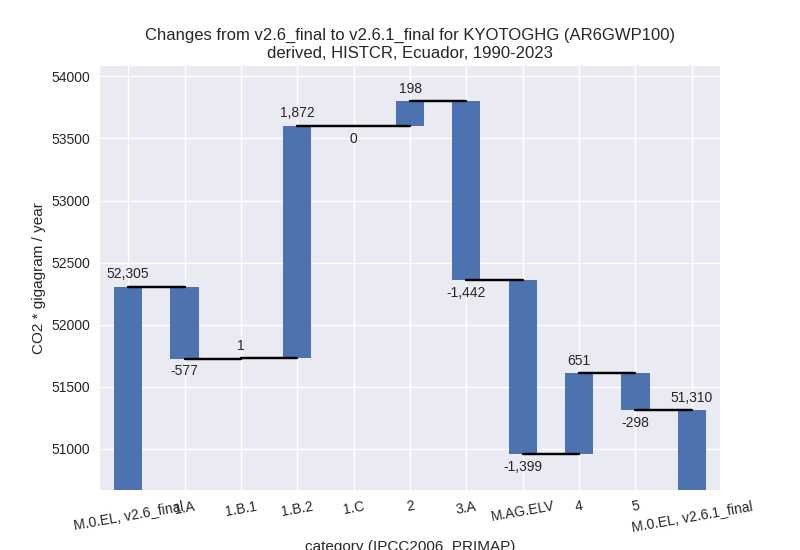 Changes from v2.6_final to v2.6.1_final for KYOTOGHG (AR6GWP100)
derived, HISTCR, Ecuador, 1990-2023
CO2 * gigagram / year
54000
53500
53000
52500
52000
51500
51000
52,305
-577
1
1,872
0
198
-1,442
-1,399
651
-298
51,310
M.0.EL, v2.6_final
1.A
1.B.1
1.B.2
1.C
2
3.A
M.AG.ELV
4
5
M.0.EL, v2.6.1_final
category (IPCC2006_PRIMAP)